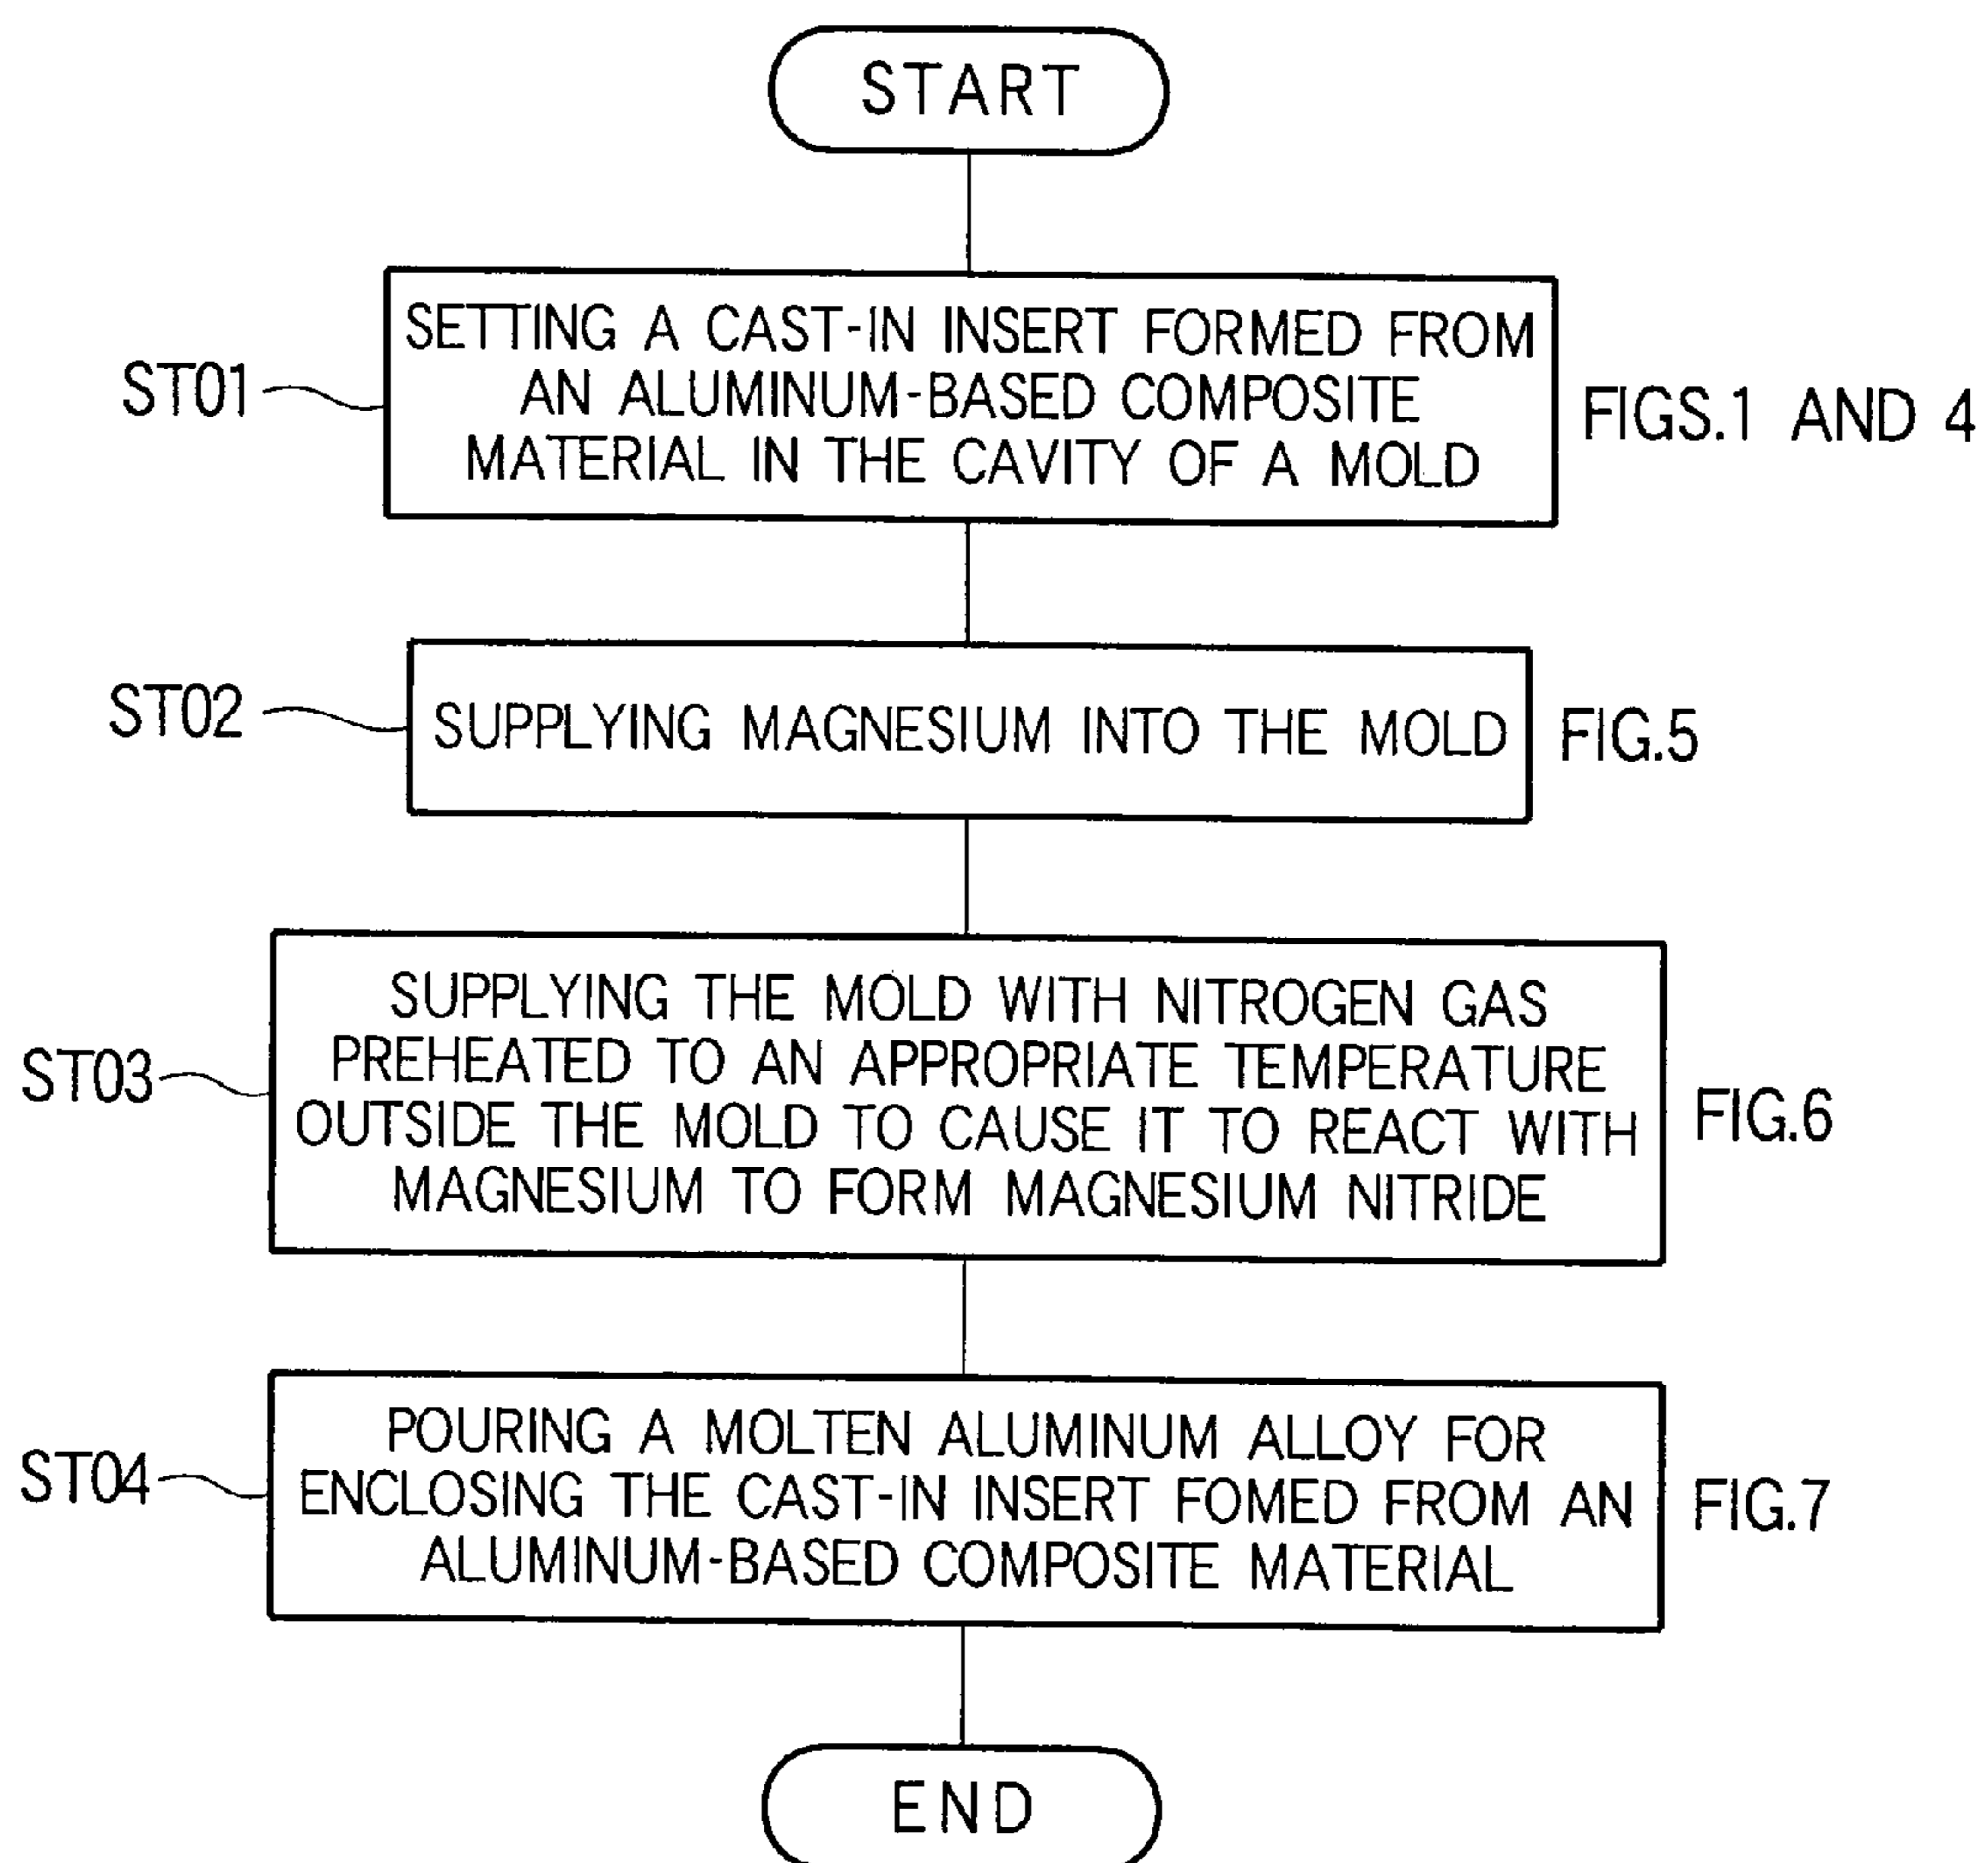 START
ST01
SETTING A CAST-IN INSERT FORMED FROM
AN ALUMINUM-BASED COMPOSITE
MATERIAL IN THE CAVITY OF A MOLD
FIGS.1 AND 4
ST02
SUPPLYING MAGNESIUM INTO THE MOLD
FIG.5
ST03
SUPPLYING THE MOLD WITH NITROGEN GAS
PREHEATED TO AN APPROPRIATE TEMPERATURE
OUTSIDE THE MOLD TO CAUSE IT TO REACT WITH
MAGNESIUM TO FORM MAGNESIUM NITRIDE
FIG.6
ST04
POURING A MOLTEN ALUMINUM ALLOY FOR
ENCLOSING THE CAST-IN INSERT FOMED FROM AN
ALUMINUM-BASED COMPOSITE MATERIAL
FIG.7
END